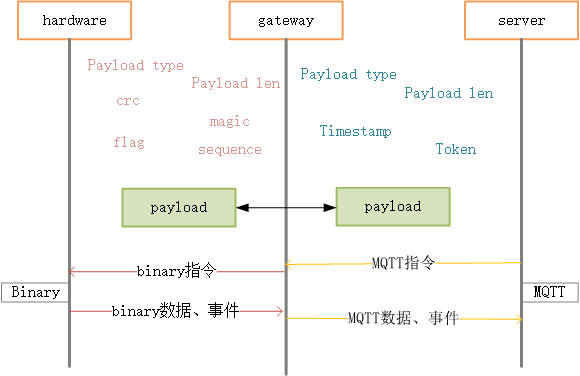 hardware
gateway
server
Payload type
Payload len
crc
magic
flag
sequence
Payload type
Payload len
Timestamp
Token
payload
payload
binary指令
MQTT指令
Binary
MQTT
binary数据、事件
MQTT数据、事件